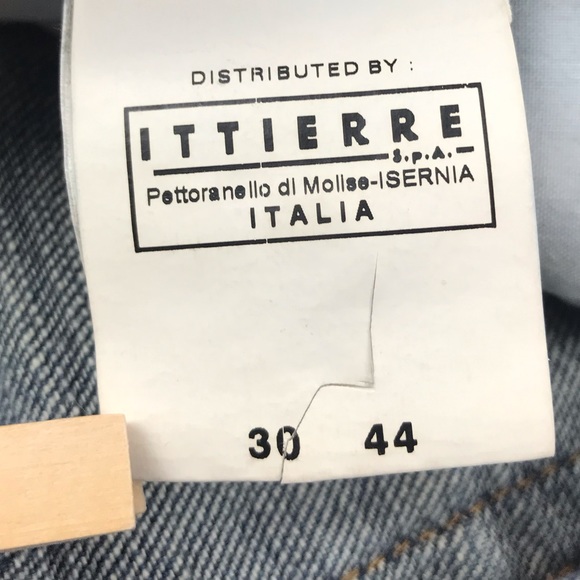 DISTRIBUTED BY :
ITTIERRE
S.p.A.
Pettoranello di Molise-ISERNIA
ITALIA
30 44